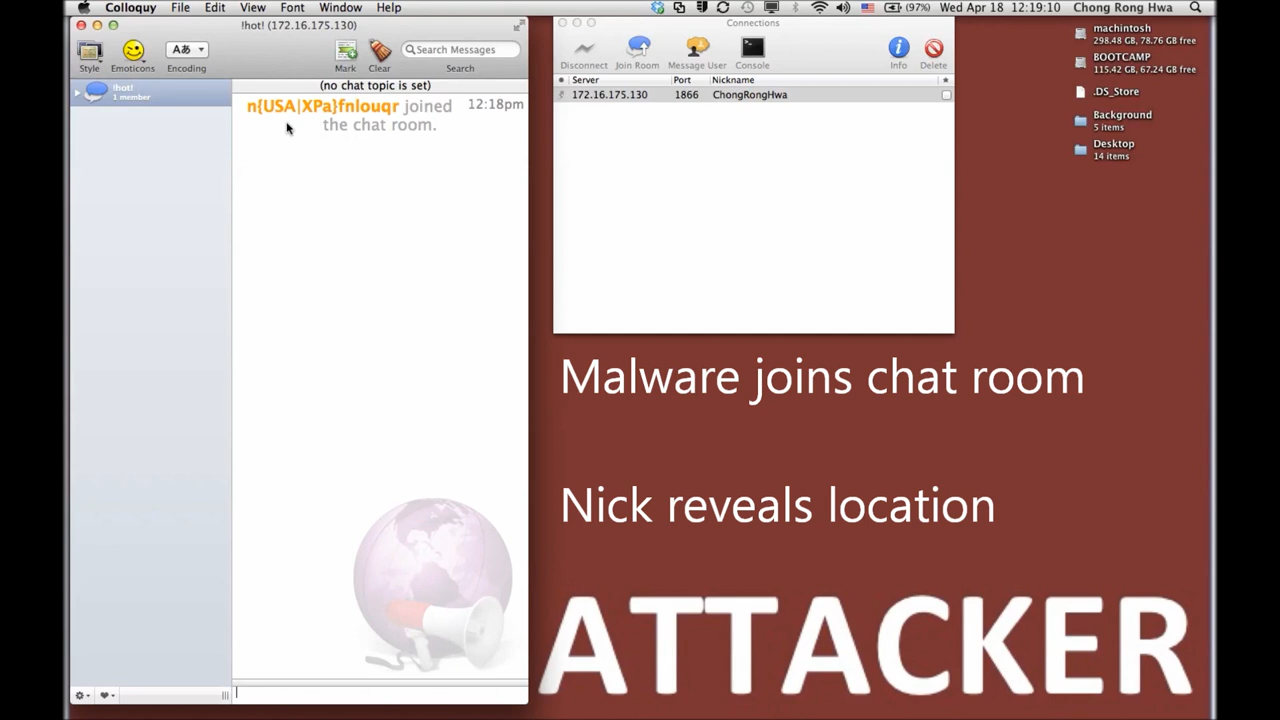 Colloquy File Edit View Font Window Help (97%) Wed Apr 18 12:19:10 Chong Rong Hwa
!hot! (172.16.175.130)
Style Emoticons Aあ Encoding Mark Clear Search Messages Search
!hot!
1 member
(no chat topic is set)
n{USA|XPa}fnlouqr joined 12:18pm
the chat room.
Connections
Disconnect Join Room Message User Console Info Delete
Server Port Nickname
172.16.175.130 1866 ChongRongHwa
machintosh
298.48 GB, 78.76 GB free
BOOTCAMP
115.42 GB, 67.24 GB free
.DS_Store
Background
5 items
Desktop
14 items
Malware joins chat room
Nick reveals location
ATTACKER